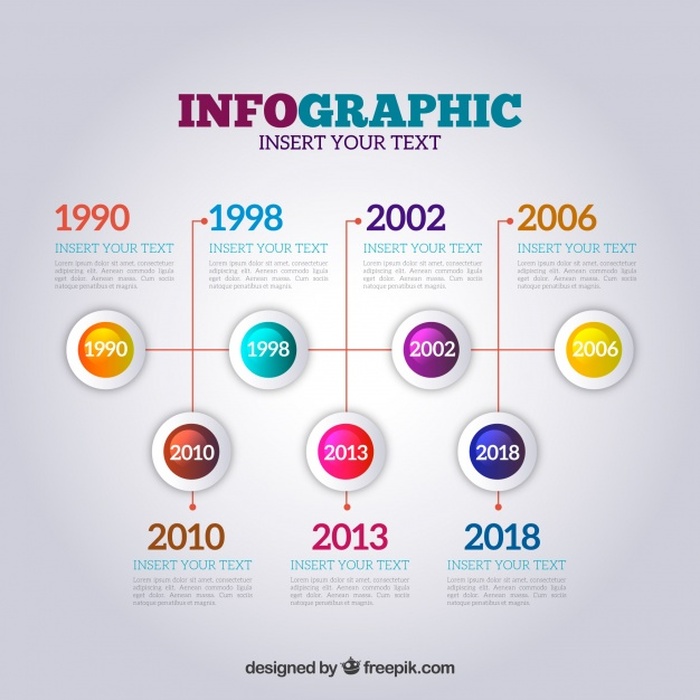 INFOGRAPHIC
INSERT YOUR TEXT
1990
INSERT YOUR TEXT
Lorem ipsum dolor sit amet, consectetuer
adipiscing elit. Aenean commodo ligula
eget dolor. Aenean massa. Cum sociis
natoque penatibus et magnis.
1998
INSERT YOUR TEXT
Lorem ipsum dolor sit amet, consectetuer
adipiscing elit. Aenean commodo ligula
eget dolor. Aenean massa. Cum sociis
natoque penatibus et magnis.
2002
INSERT YOUR TEXT
Lorem ipsum dolor sit amet, consectetuer
adipiscing elit. Aenean commodo ligula
eget dolor. Aenean massa. Cum sociis
natoque penatibus et magnis.
2006
INSERT YOUR TEXT
Lorem ipsum dolor sit amet, consectetuer
adipiscing elit. Aenean commodo ligula
eget dolor. Aenean massa. Cum sociis
natoque penatibus et magnis.
1990
1998
2002
2006
2010
2013
2018
2010
INSERT YOUR TEXT
Lorem ipsum dolor sit amet, consectetuer
adipiscing elit. Aenean commodo ligula
eget dolor. Aenean massa. Cum sociis
natoque penatibus et magnis.
2013
INSERT YOUR TEXT
Lorem ipsum dolor sit amet, consectetuer
adipiscing elit. Aenean commodo ligula
eget dolor. Aenean massa. Cum sociis
natoque penatibus et magnis.
2018
INSERT YOUR TEXT
Lorem ipsum dolor sit amet, consectetuer
adipiscing elit. Aenean commodo ligula
eget dolor. Aenean massa. Cum sociis
natoque penatibus et magnis.
designed by freepik.com